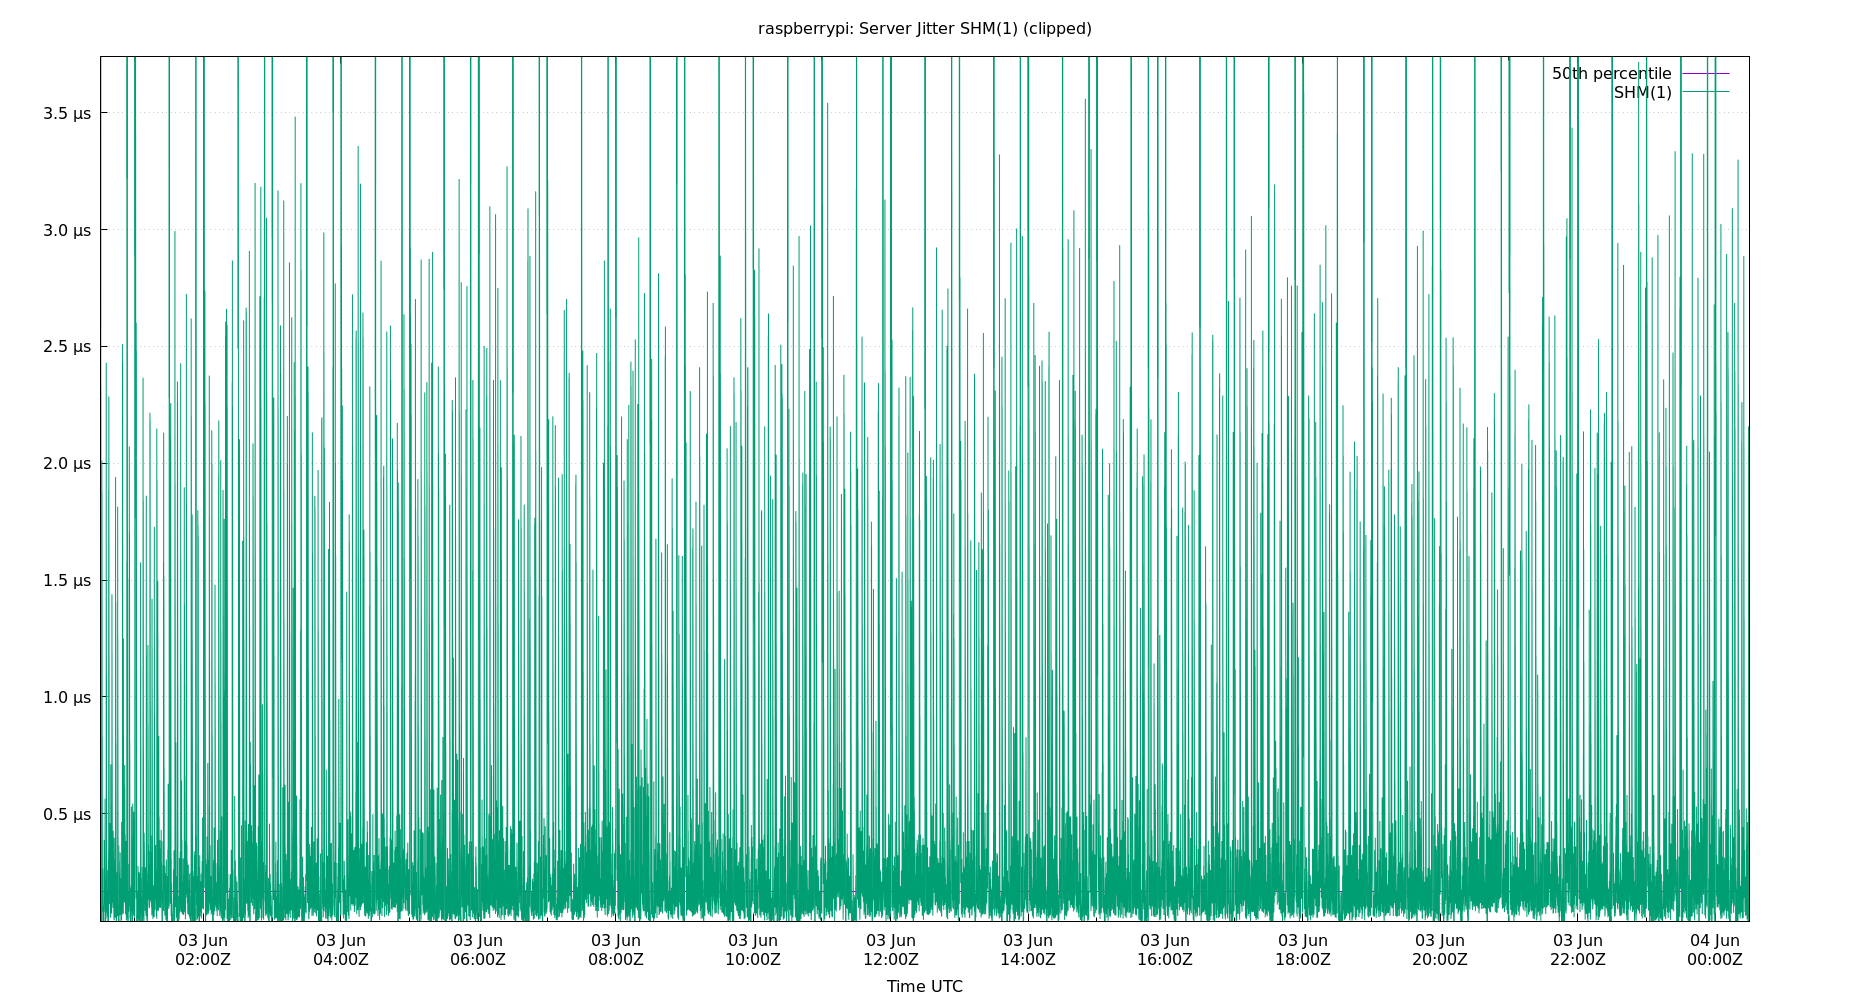 raspberrypi: Server Jitter SHM(1) (clipped)
50th percentile
SHM(1)
3.5 µs
3.0 µs
2.5 µs
2.0 µs
1.5 µs
1.0 µs
0.5 µs
03 Jun 03 Jun 03 Jun 03 Jun 03 Jun 03 Jun 03 Jun 03 Jun 03 Jun 03 Jun 03 Jun 04 Jun
02:00Z 04:00Z 06:00Z 08:00Z 10:00Z 12:00Z 14:00Z 16:00Z 18:00Z 20:00Z 22:00Z 00:00Z
Time UTC